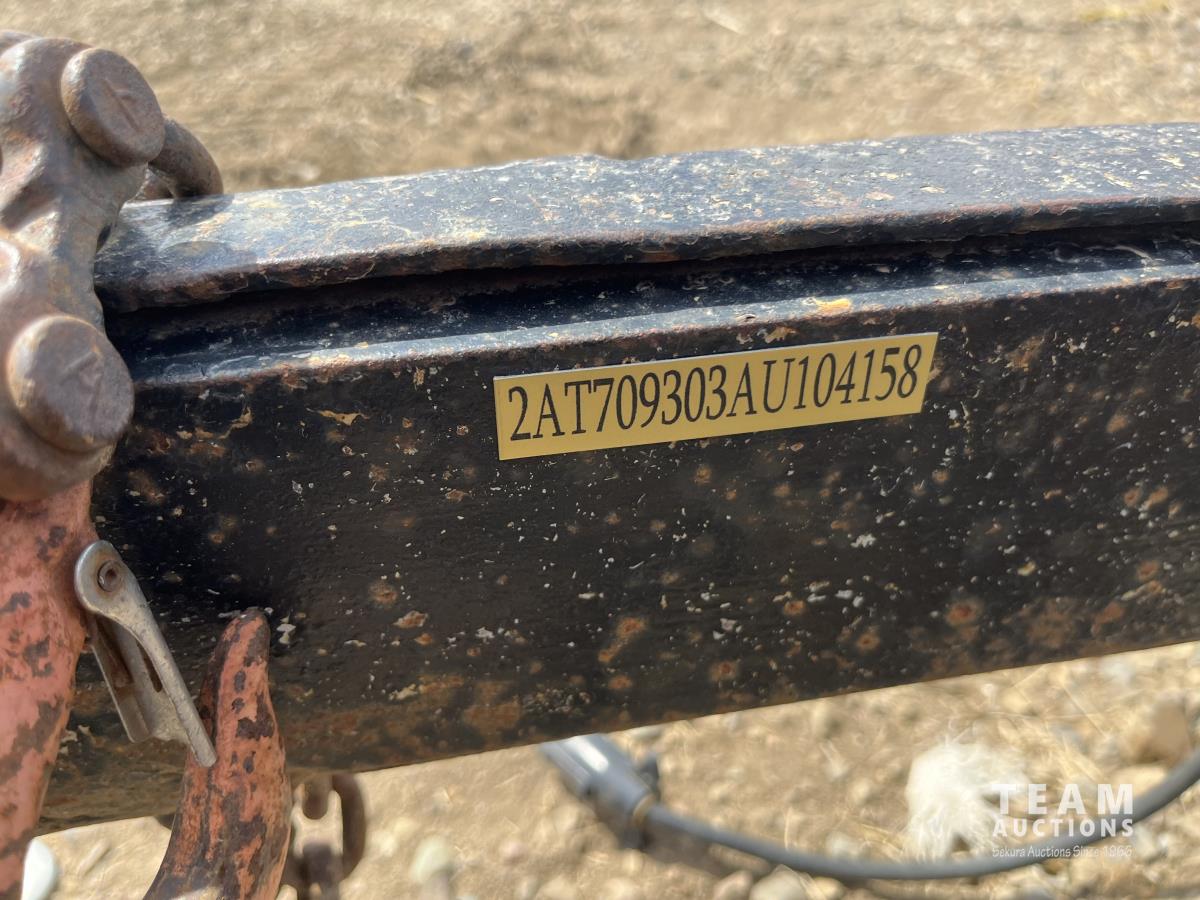 2AT709303AU104158
TEAM
AUCTIONS
Sekura Auctions Since 1966